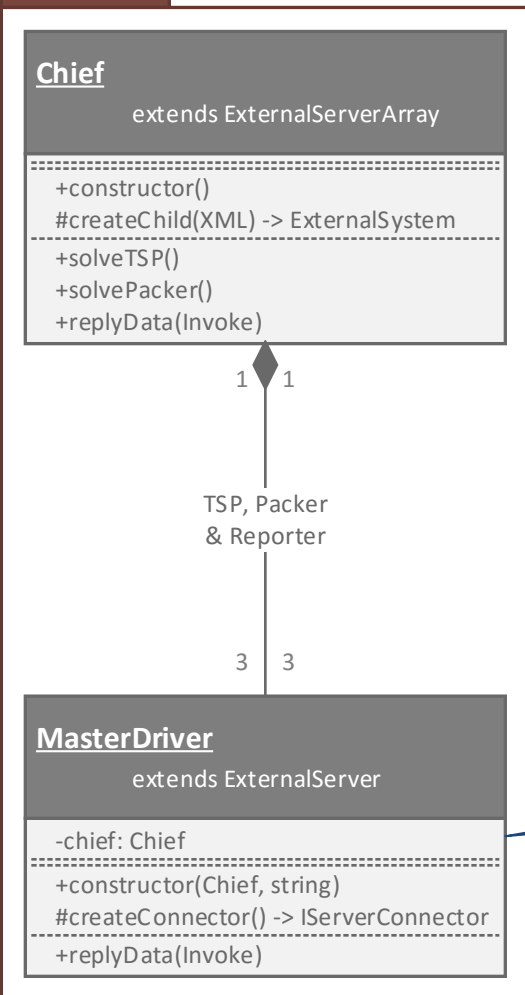 Chief
extends ExternalServerArray
+constructor()
#createChild(XML) -> ExternalSystem
+solveTSP()
+solvePacker()
+replyData(Invoke)
1 1
TSP, Packer
& Reporter
3 3
MasterDriver
extends ExternalServer
-chief: Chief
+constructor(Chief, string)
#createConnector() -> IServerConnector
+replyData(Invoke)